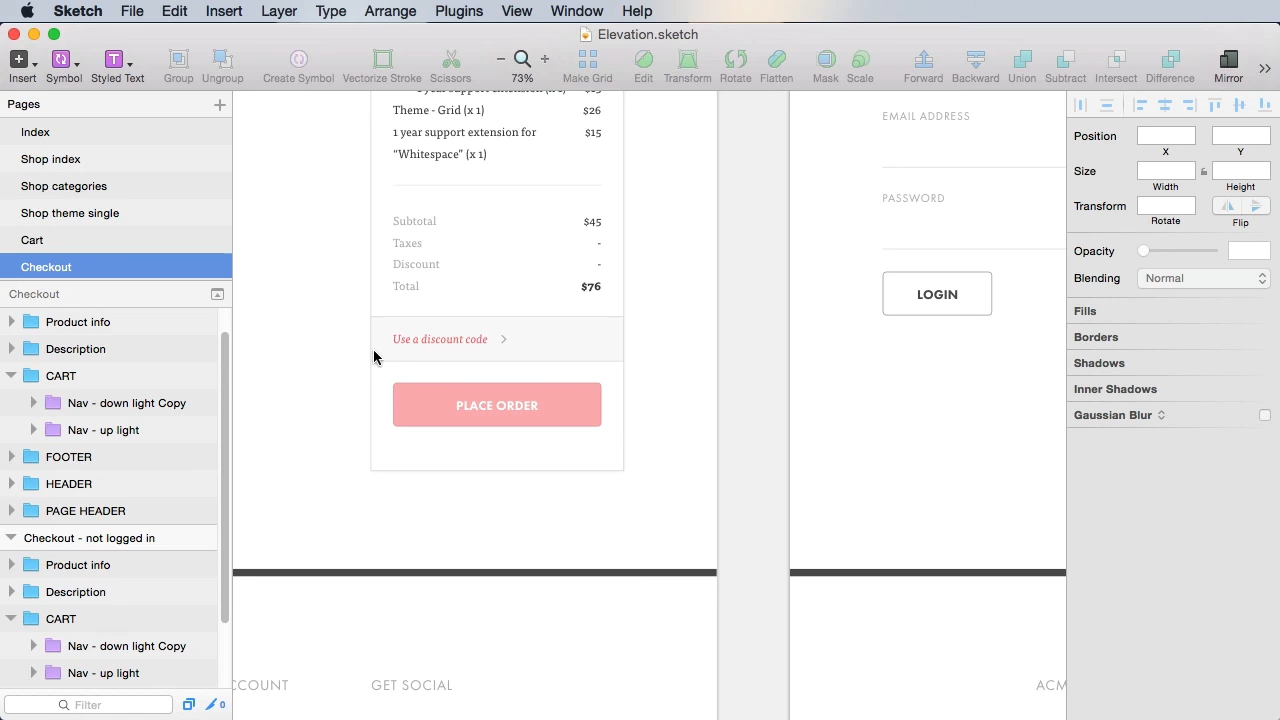 Sketch File Edit Insert Layer Type Arrange Plugins View Window Help
Elevation.sketch
Insert Symbol Styled Text Group Ungroup Create Symbol Vectorize Stroke Scissors 73% Make Grid Edit Transform Rotate Flatten Mask Scale Forward Backward Union Subtract Intersect Difference Mirror
Pages
Index
Shop index
Shop categories
Shop theme single
Cart
Checkout
Checkout
Product info
Description
CART
Nav - down light Copy
Nav - up light
FOOTER
HEADER
PAGE HEADER
Checkout - not logged in
Product info
Description
CART
Nav - down light Copy
Nav - up light
Filter
0
Theme - Grid (x 1) $26
1 year support extension for $15
"Whitespace" (x 1)
Subtotal $45
Taxes -
Discount -
Total $76
Use a discount code
PLACE ORDER
CCOUNT
GET SOCIAL
EMAIL ADDRESS
PASSWORD
LOGIN
ACM
Position
X Y
Size
Width Height
Transform
Rotate Flip
Opacity
Blending Normal
Fills
Borders
Shadows
Inner Shadows
Gaussian Blur